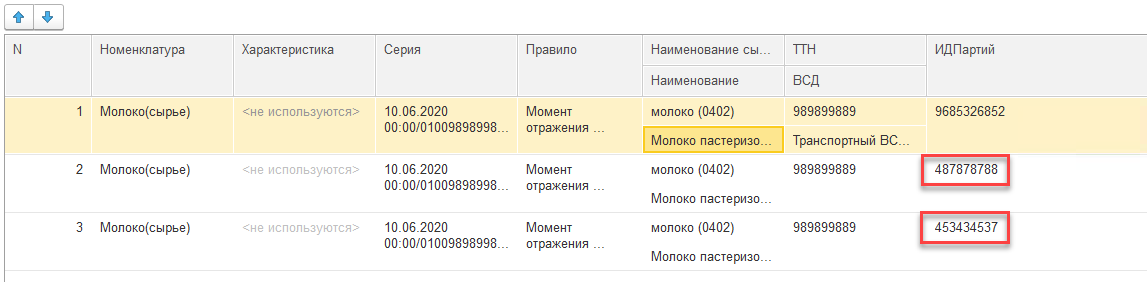 N Номенклатура Характеристика Серия Правило Наименование сы... ТТН ИДПартий
Наименование ВСД
1 Молоко(сырье) <не используются> 10.06.2020 Момент молоко (0402) 989899889 9685326852
00:00/01009898998... отражения ...
Молоко пастеризо... Транспортный ВС...
2 Молоко(сырье) <не используются> 10.06.2020 Момент молоко (0402) 989899889 487878788
00:00/01009898998... отражения ...
Молоко пастеризо...
3 Молоко(сырье) <не используются> 10.06.2020 Момент молоко (0402) 989899889 453434537
00:00/01009898998... отражения ...
Молоко пастеризо...